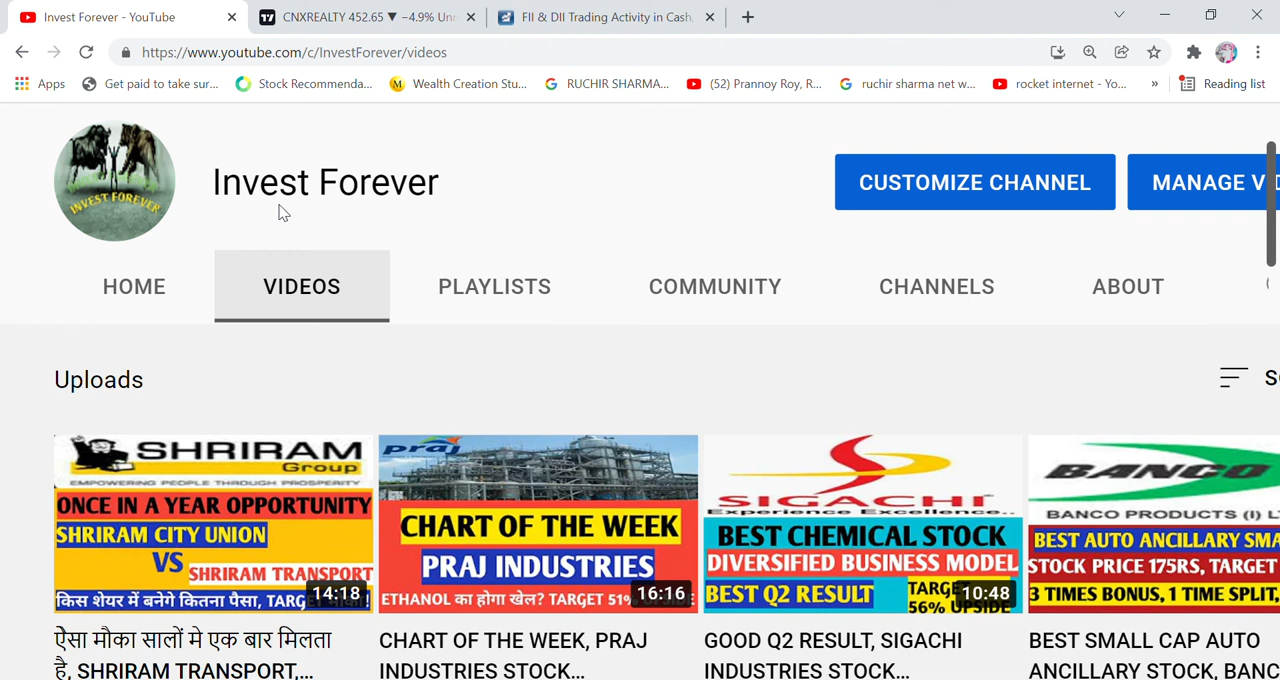 Invest Forever - YouTube
CNXREALTY 452.65 ▼ −4.9% Unn
FII & DII Trading Activity in Cash,
https://www.youtube.com/c/InvestForever/videos
Apps
Get paid to take sur...
Stock Recommenda...
Wealth Creation Stu...
RUCHIR SHARMA...
(52) Prannoy Roy, R...
ruchir sharma net w...
rocket internet - Yo...
»
Reading list
INVEST FOREVER
Invest Forever
CUSTOMIZE CHANNEL
MANAGE V
HOME
VIDEOS
PLAYLISTS
COMMUNITY
CHANNELS
ABOUT
Uploads
SHRIRAM
Group
EMPOWERING PEOPLE THROUGH PROSPERITY
ONCE IN A YEAR OPPORTUNITY
SHRIRAM CITY UNION
VS
SHRIRAM TRANSPORT
किस शेयर में बनेंगे कितना पैसा, TARG
14:18
ऐसा मौका सालों मे एक बार मिलता
है, SHRIRAM TRANSPORT,...
praj
CHART OF THE WEEK
PRAJ INDUSTRIES
ETHANOL का होगा खेल? TARGET 51% UPSIDE
16:16
CHART OF THE WEEK, PRAJ
INDUSTRIES STOCK...
SIGACHI
Experience Excellence...
BEST CHEMICAL STOCK
DIVERSIFIED BUSINESS MODEL
BEST Q2 RESULT
TARGET
56% UPSIDE
10:48
GOOD Q2 RESULT, SIGACHI
INDUSTRIES STOCK...
BANCO
BANCO PRODUCTS (I) L
BEST AUTO ANCILLARY SMA
STOCK PRICE 175RS, TARGET
3 TIMES BONUS, 1 TIME SPLIT,
BEST SMALL CAP AUTO
ANCILLARY STOCK, BANC